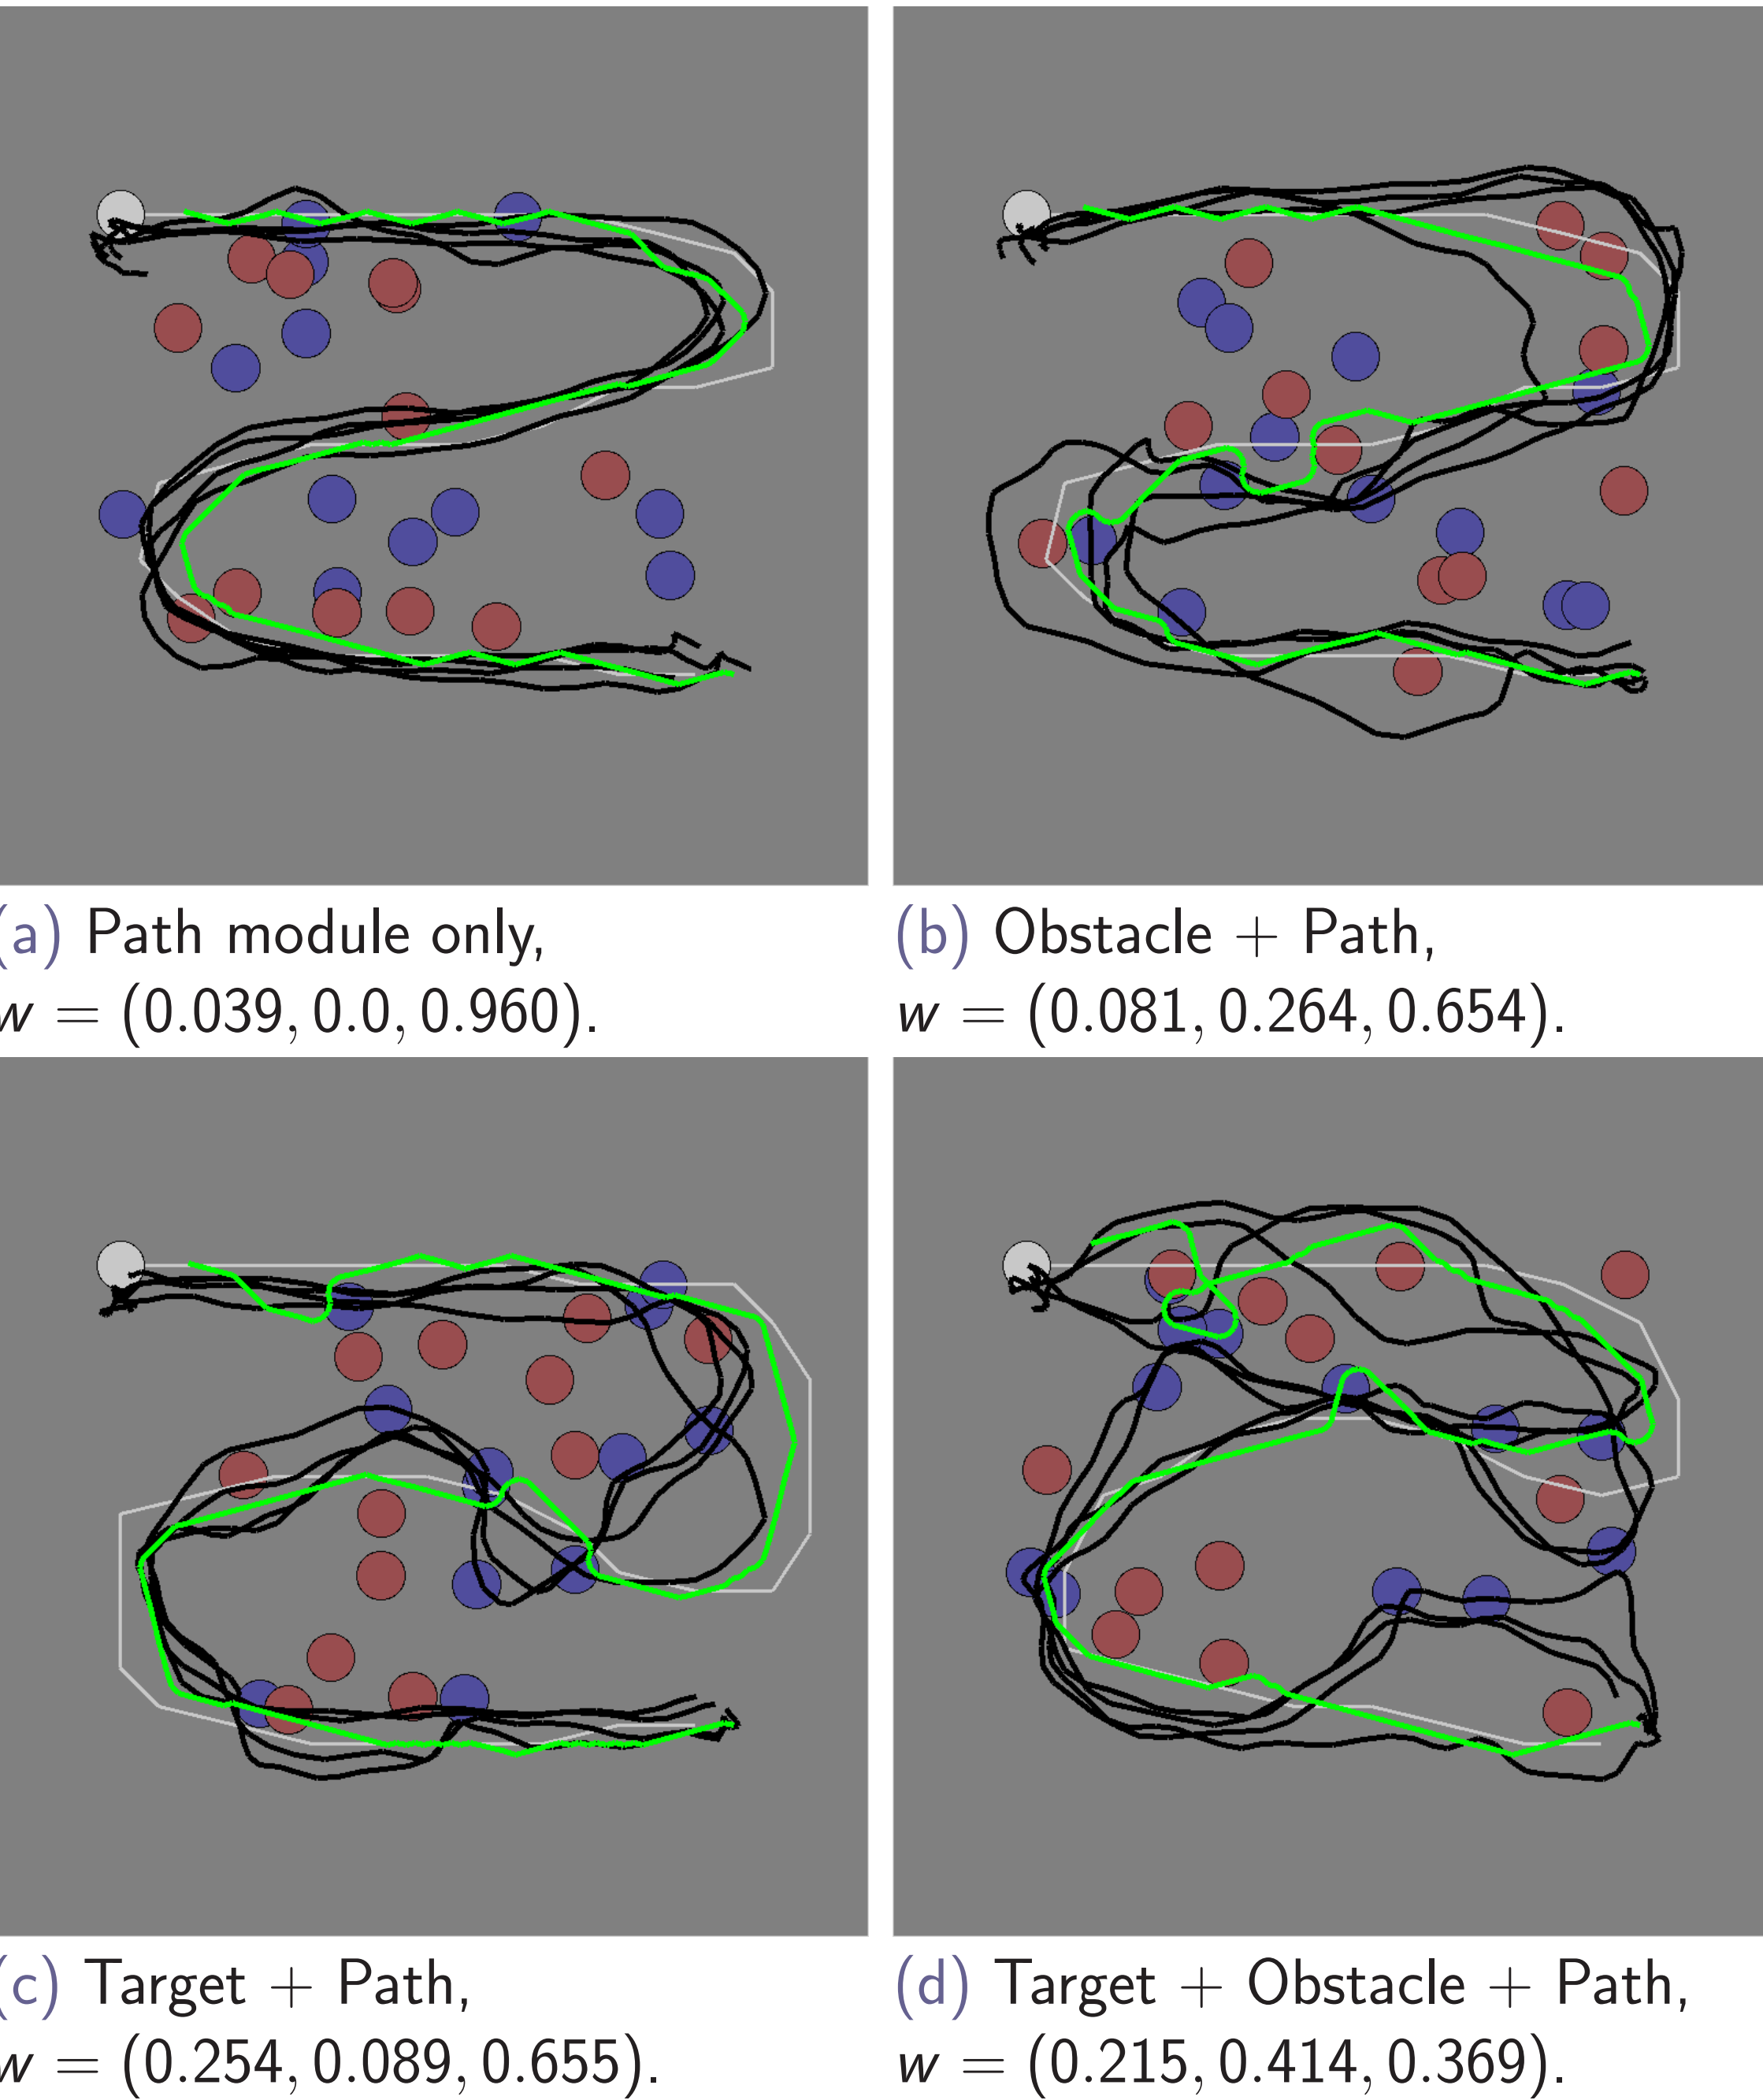 (a) Path module only,
w = (0.039, 0.0, 0.960).
(b) Obstacle + Path,
w = (0.081, 0.264, 0.654).
(c) Target + Path,
w = (0.254, 0.089, 0.655).
(d) Target + Obstacle + Path,
w = (0.215, 0.414, 0.369).